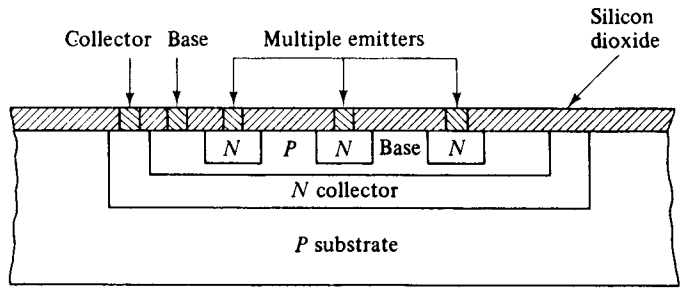 Silicon
dioxide
Collector Base Multiple emitters
N P N Base N
N collector
P substrate